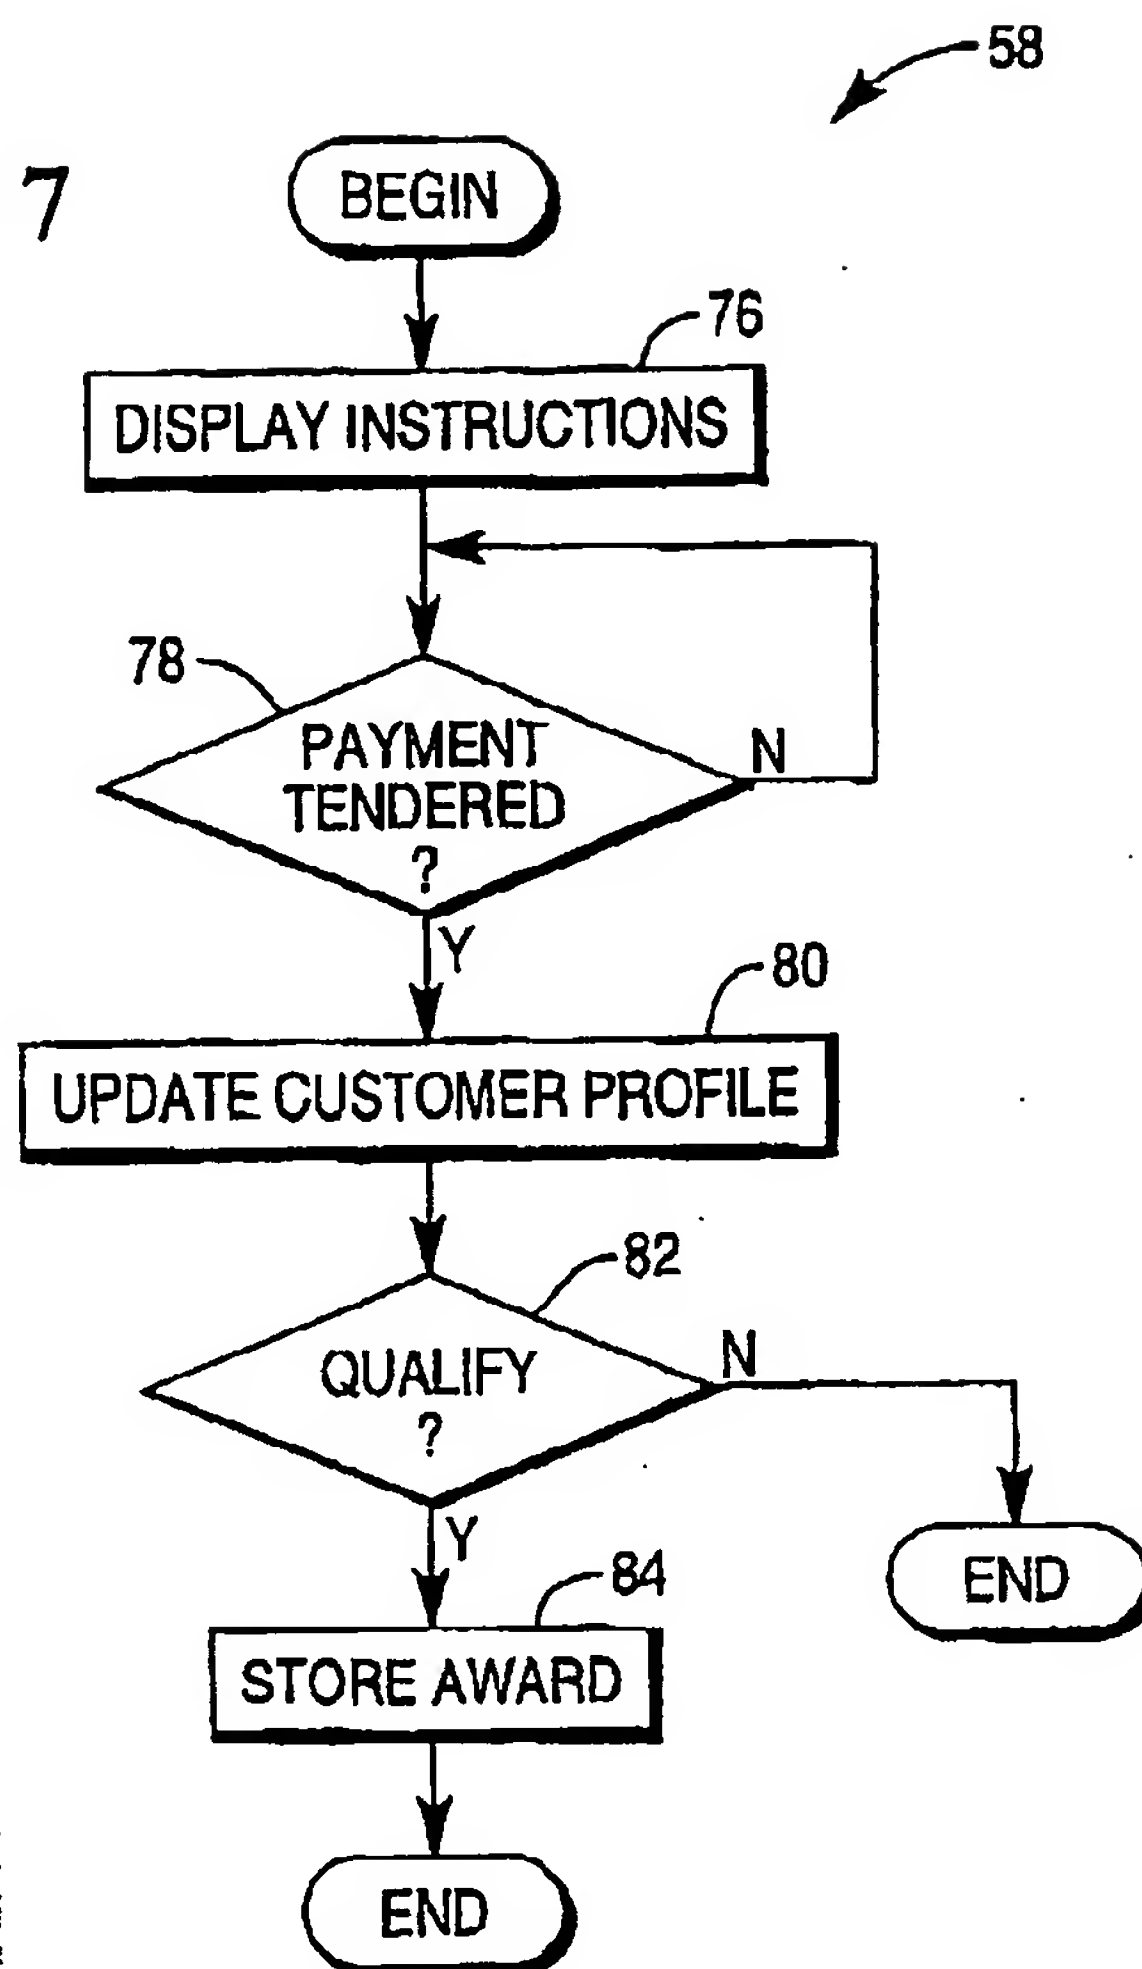 58
7
BEGIN
76
DISPLAY INSTRUCTIONS
78
PAYMENT
TENDERED
?
N
Y
80
UPDATE CUSTOMER PROFILE
82
QUALIFY
?
N
Y
END
84
STORE AWARD
END